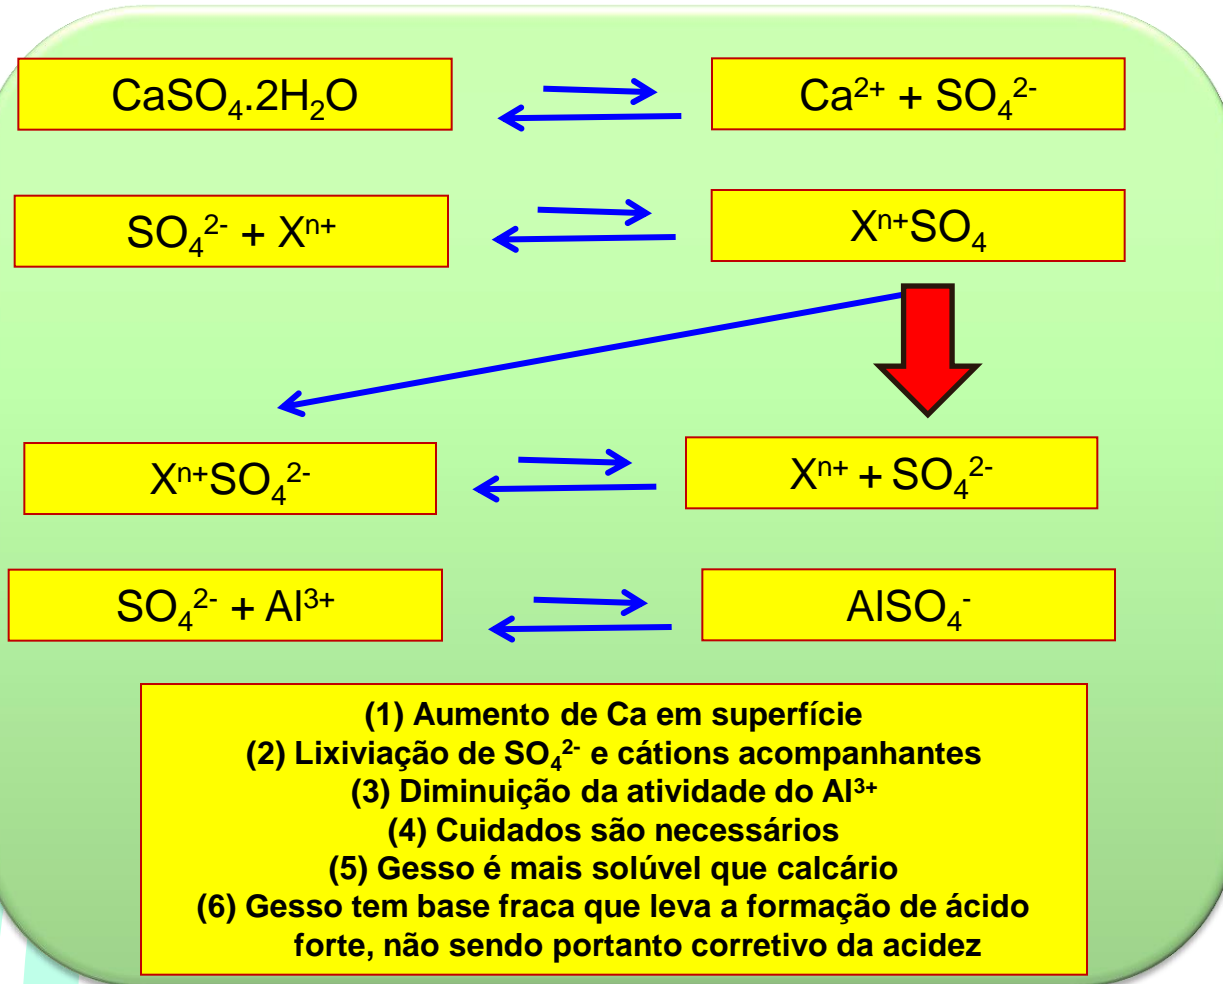 CaSO₄.2H₂O
Ca²⁺ + SO₄²⁻
SO₄²⁻ + Xⁿ⁺
Xⁿ⁺SO₄
Xⁿ⁺SO₄²⁻
Xⁿ⁺ + SO₄²⁻
SO₄²⁻ + Al³⁺
AlSO₄⁻
(1) Aumento de Ca em superfície
(2) Lixiviação de SO₄²⁻ e cátions acompanhantes
(3) Diminuição da atividade do Al³⁺
(4) Cuidados são necessários
(5) Gesso é mais solúvel que calcário
(6) Gesso tem base fraca que leva a formação de ácido
forte, não sendo portanto corretivo da acidez